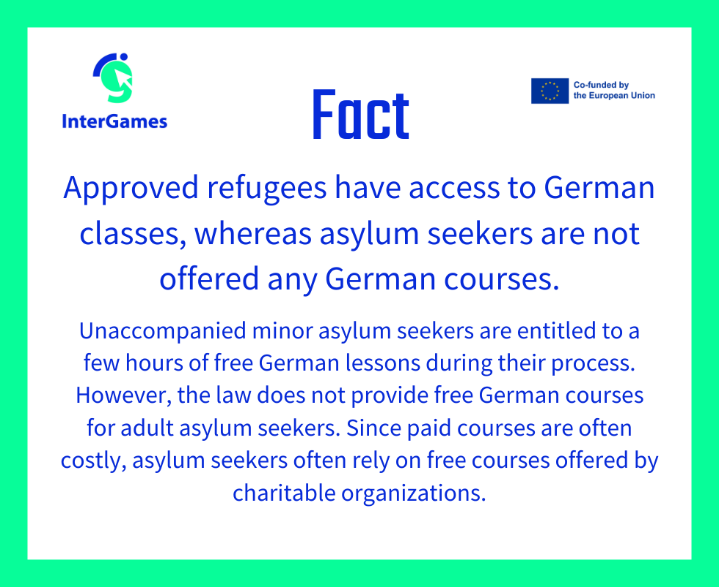 InterGames
Fact
Co-funded by
the European Union
Approved refugees have access to German
classes, whereas asylum seekers are not
offered any German courses.
Unaccompanied minor asylum seekers are entitled to a
few hours of free German lessons during their process.
However, the law does not provide free German courses
for adult asylum seekers. Since paid courses are often
costly, asylum seekers often rely on free courses offered by
charitable organizations.